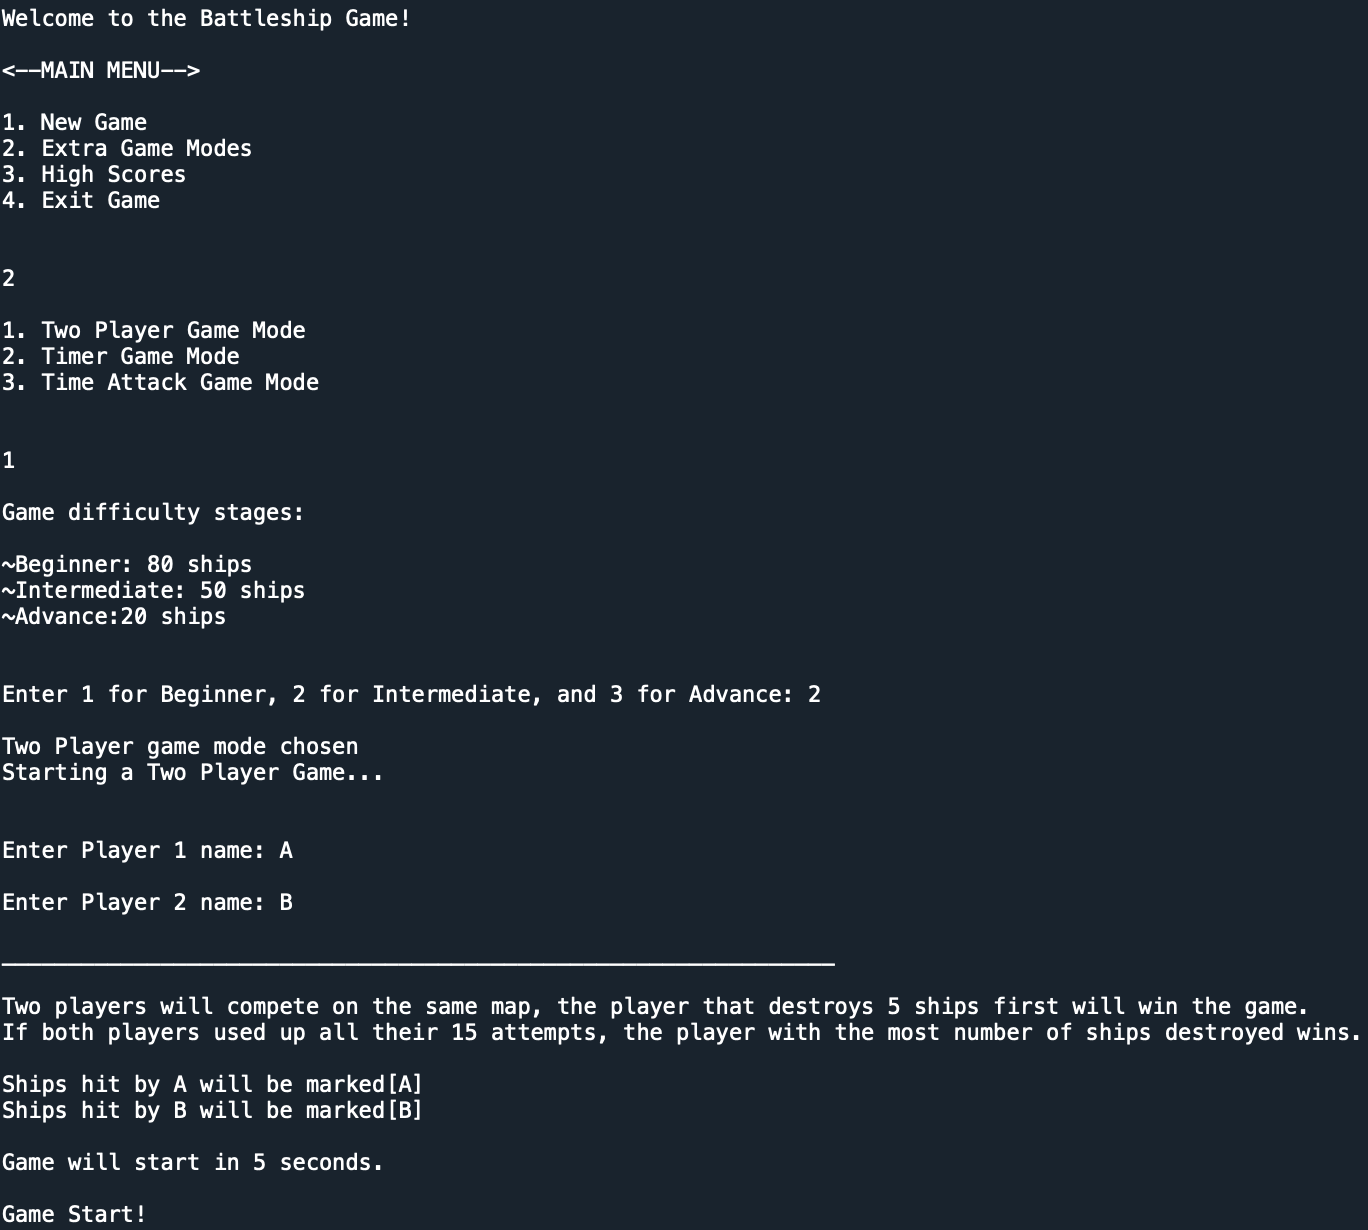 Welcome to the Battleship Game!
<--MAIN MENU-->
1. New Game
2. Extra Game Modes
3. High Scores
4. Exit Game
2
1. Two Player Game Mode
2. Timer Game Mode
3. Time Attack Game Mode
1
Game difficulty stages:
~Beginner: 80 ships
~Intermediate: 50 ships
~Advance:20 ships
Enter 1 for Beginner, 2 for Intermediate, and 3 for Advance: 2
Two Player game mode chosen
Starting a Two Player Game...
Enter Player 1 name: A
Enter Player 2 name: B
_______________________________________________________________
Two players will compete on the same map, the player that destroys 5 ships first will win the game.
If both players used up all their 15 attempts, the player with the most number of ships destroyed wins.
Ships hit by A will be marked[A]
Ships hit by B will be marked[B]
Game will start in 5 seconds.
Game Start!